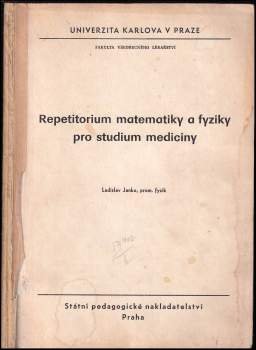 UNIVERZITA KARLOVA V PRAZE
FAKULTA VŠEOBECNÉHO LÉKAŘSTVÍ
Repetitorium matematiky a fyziky
pro studium mediciny
Ladislav Janko, prom. fysik
Státní pedagogické nakladatelství
Praha